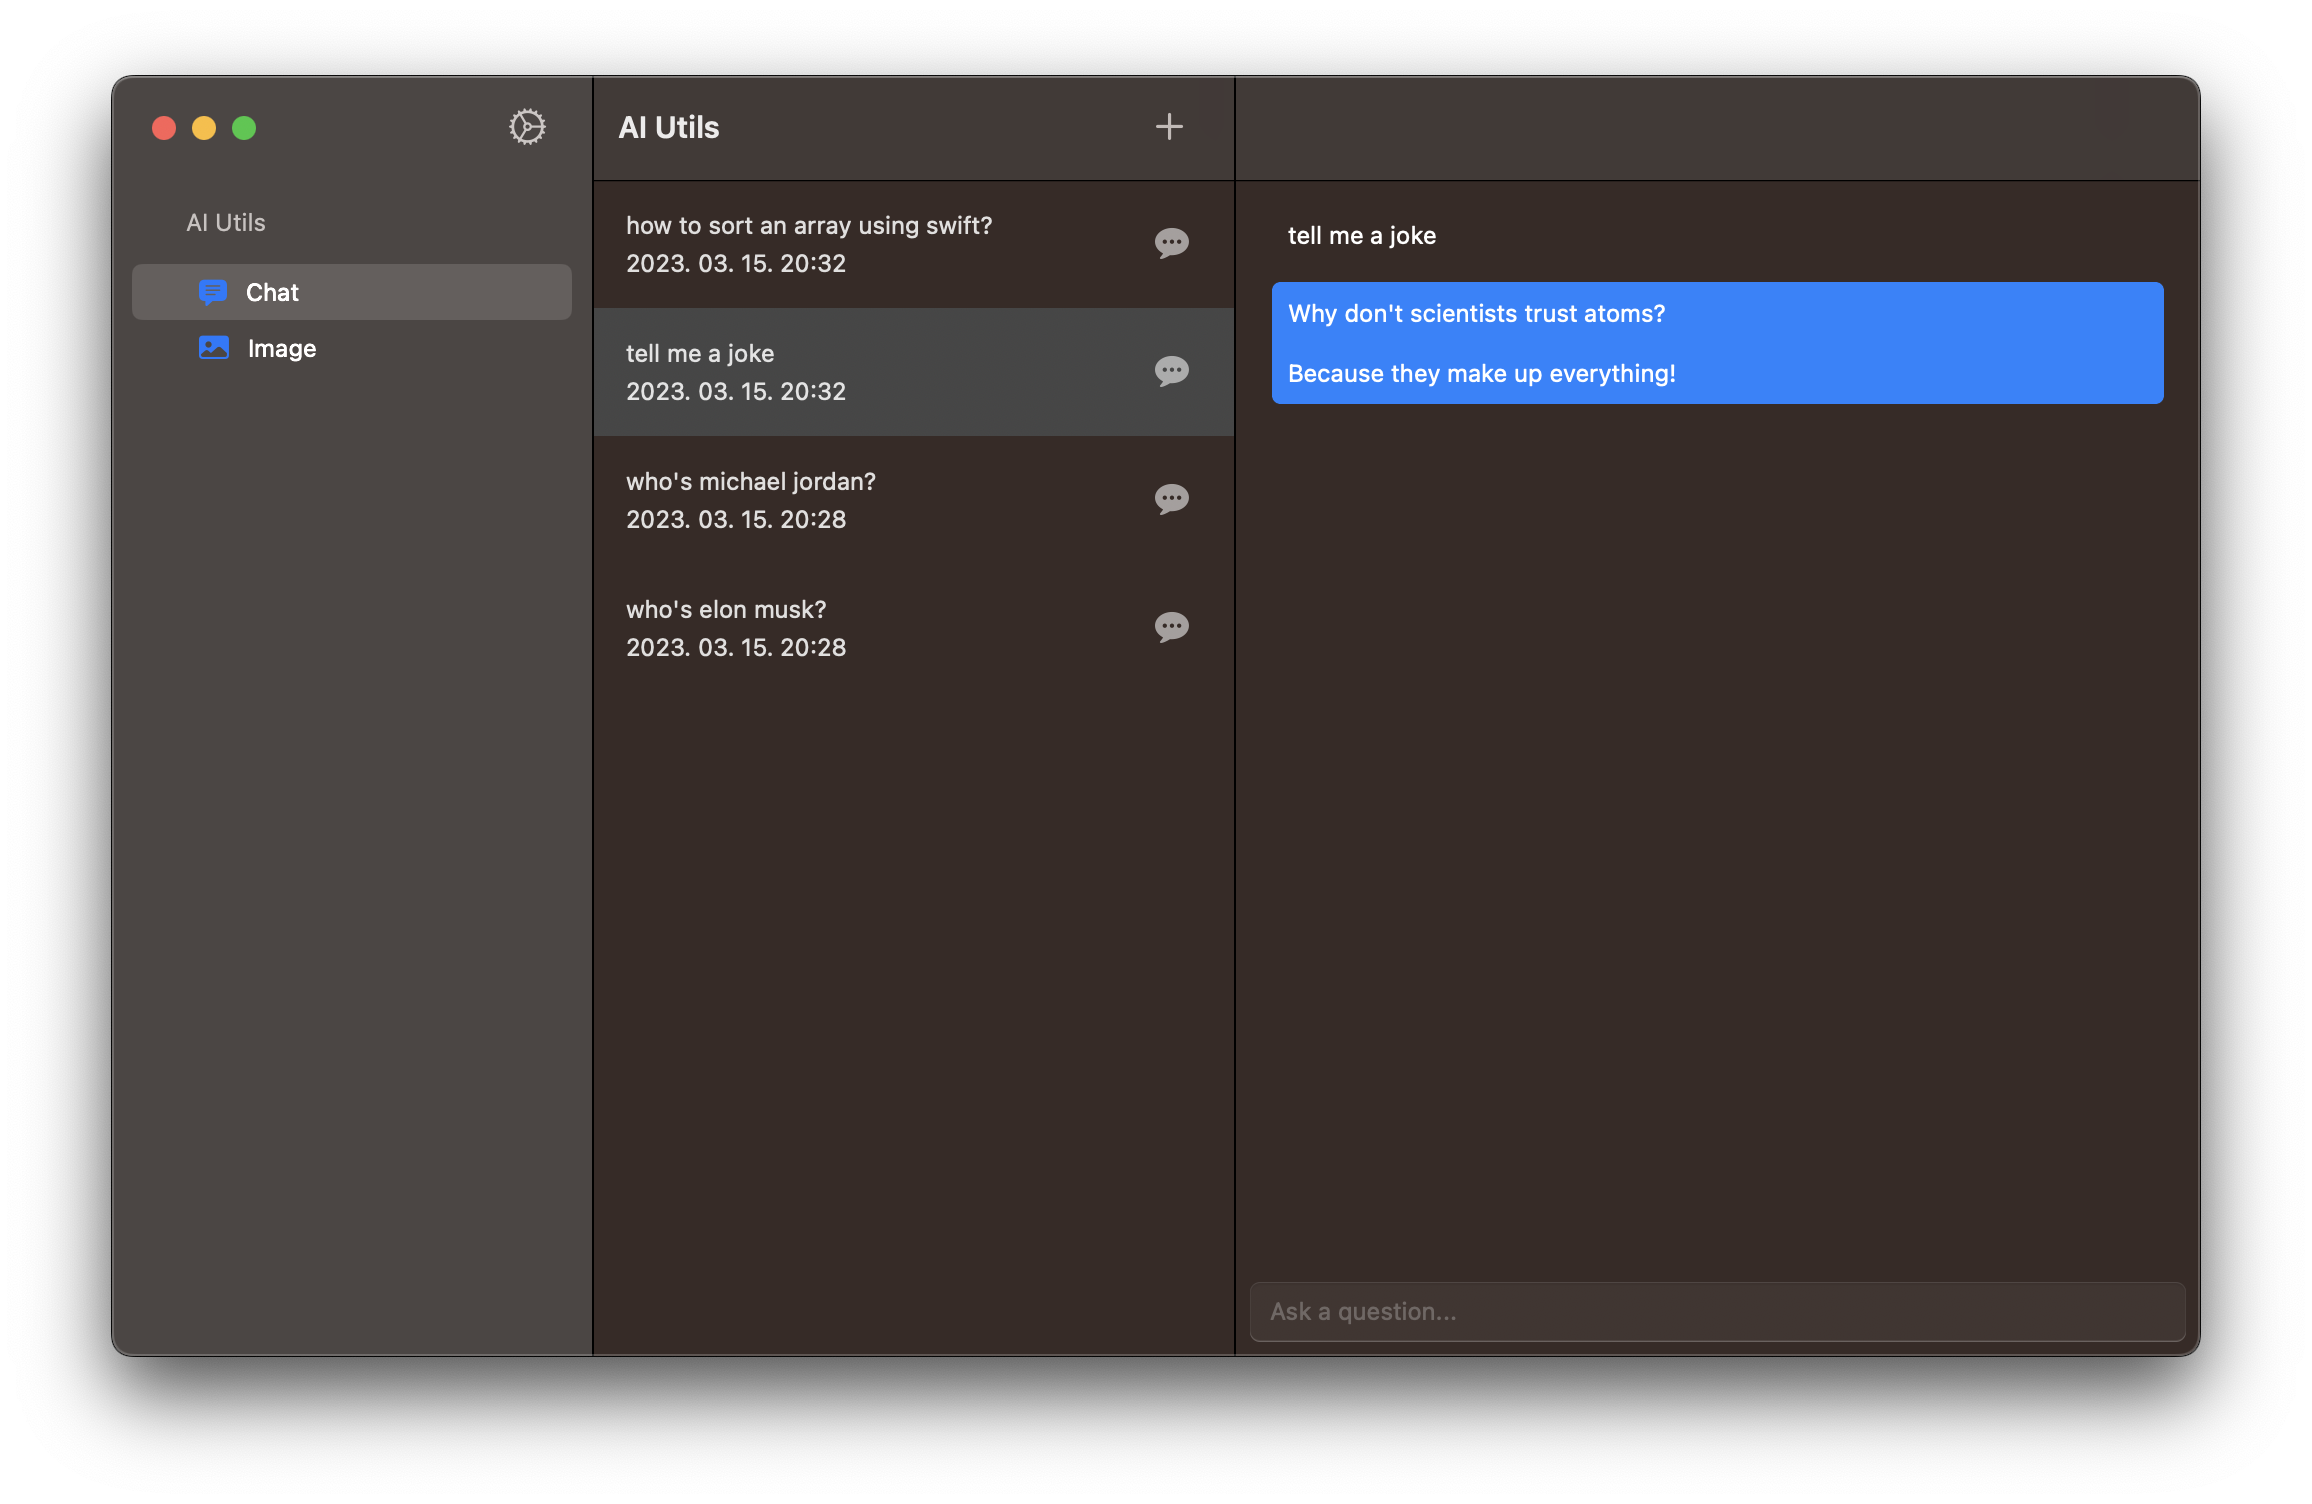 AI Utils
Chat
Image
AI Utils
how to sort an array using swift?
2023. 03. 15. 20:32
tell me a joke
2023. 03. 15. 20:32
who's michael jordan?
2023. 03. 15. 20:28
who's elon musk?
2023. 03. 15. 20:28
tell me a joke
Why don't scientists trust atoms?
Because they make up everything!
Ask a question...